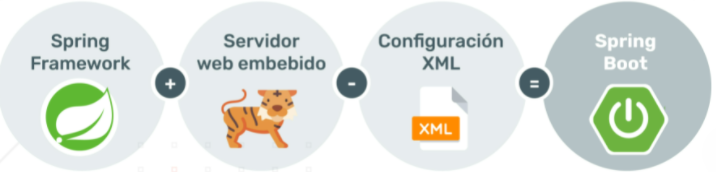 Spring
Framework
+
Servidor
web embebido
-
Configuración
XML
XML
=
Spring
Boot